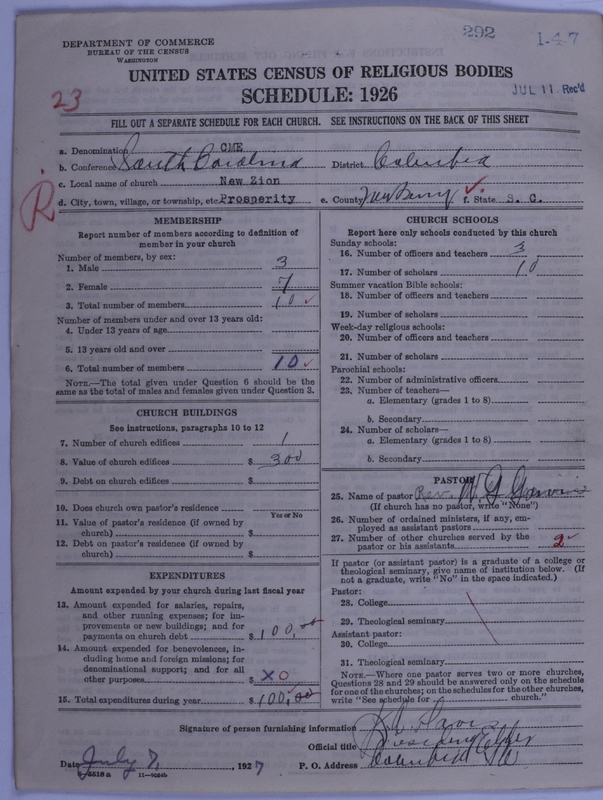 292
1-47
DEPARTMENT OF COMMERCE
BUREAU OF THE CENSUS
WASHINGTON
UNITED STATES CENSUS OF RELIGIOUS BODIES
SCHEDULE: 1926
JUL 11 Rec'd
23
FILL OUT A SEPARATE SCHEDULE FOR EACH CHURCH. SEE INSTRUCTIONS ON THE BACK OF THIS SHEET
a. Denomination CME
b. Conference South Carolina District Columbia
c. Local name of church New Zion
d. City, town, village, or township, etc. Prosperity e. County Newberry f. State S. C.
R
MEMBERSHIP
Report number of members according to definition of
member in your church
Number of members, by sex:
1. Male 3
2. Female 7
3. Total number of members 10 ✓
Number of members under and over 13 years old:
4. Under 13 years of age
5. 13 years old and over
6. Total number of members 10 ✓
NOTE.—The total given under Question 6 should be the
same as the total of males and females given under Question 3.
CHURCH BUILDINGS
See instructions, paragraphs 10 to 12
7. Number of church edifices 1
8. Value of church edifices $ 300
9. Debt on church edifices $
10. Does church own pastor's residence
Yes or No
11. Value of pastor's residence (if owned by
church) $
12. Debt on pastor's residence (if owned by
church) $
EXPENDITURES
Amount expended by your church during last fiscal year
13. Amount expended for salaries, repairs,
and other running expenses; for im-
provements or new buildings; and for
payments on church debt $ 100.00
14. Amount expended for benevolences, in-
cluding home and foreign missions; for
denominational support; and for all
other purposes $ XO
15. Total expenditures during year $ 100.00
CHURCH SCHOOLS
Report here only schools conducted by this church
Sunday schools:
16. Number of officers and teachers 3
17. Number of scholars 10
Summer vacation Bible schools:
18. Number of officers and teachers
19. Number of scholars
Week-day religious schools:
20. Number of officers and teachers
21. Number of scholars
Parochial schools:
22. Number of administrative officers
23. Number of teachers—
a. Elementary (grades 1 to 8)
b. Secondary
24. Number of scholars—
a. Elementary (grades 1 to 8)
b. Secondary
PASTOR
25. Name of pastor Rev. W. G.
(If church has no pastor, write "None")
26. Number of ordained ministers, if any, em-
ployed as assistant pastors
27. Number of other churches served by the
pastor or his assistants 2
If pastor (or assistant pastor) is a graduate of a college or
theological seminary, give name of institution below. (If
not a graduate, write "No" in the space indicated.)
Pastor:
28. College
29. Theological seminary
Assistant pastor:
30. College
31. Theological seminary
NOTE.—Where one pastor serves two or more churches,
Questions 28 and 29 should be answered only on the schedule
for one of the churches; on the schedules for the other churches,
write "See schedule for church."
Signature of person furnishing information
Official title Presiding Elder
Date July 7, 1927 P. O. Address Columbia
5518 a 11—9024b